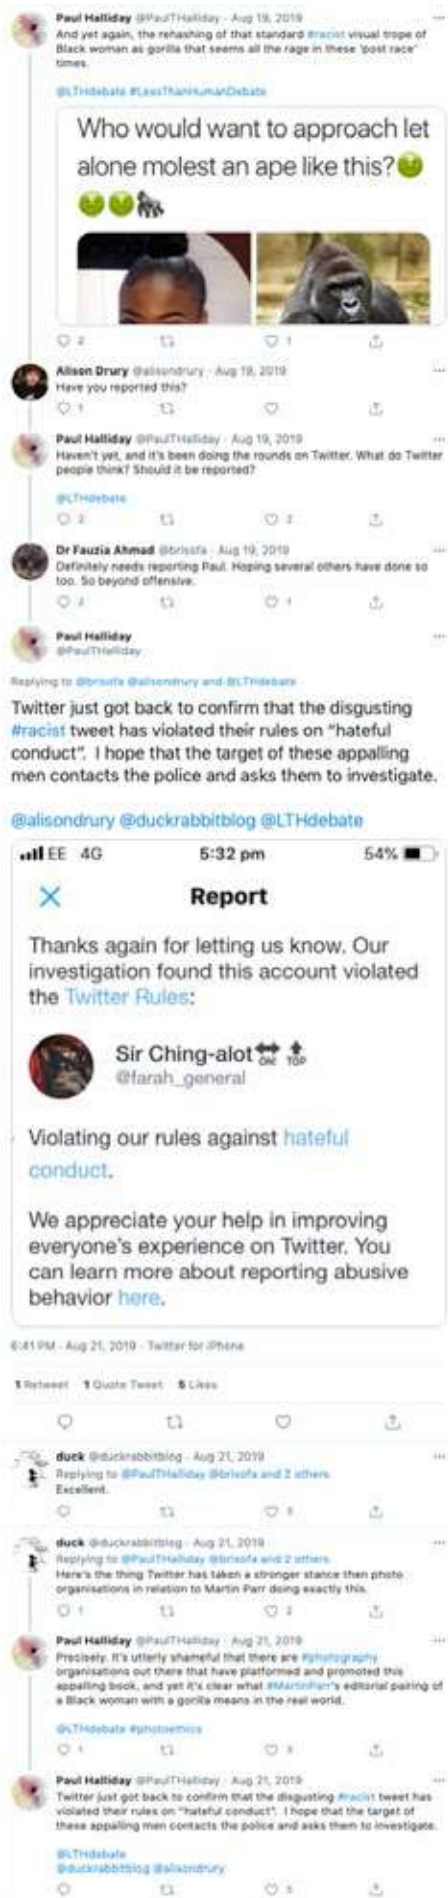 Paul Halliday @PaulTHalliday · Aug 19, 2019
And yet again, the rehashing of that standard #racist visual trope of
Black woman as gorilla that seems all the rage in these 'post race'
times.
@LTHdebate #LessThanHumanDebate
Who would want to approach let
alone molest an ape like this?🤢
🤢🤢🦍
2
1
Alison Drury @alisondrury · Aug 19, 2019
Have you reported this?
1
Paul Halliday @PaulTHalliday · Aug 19, 2019
Haven't yet, and it's been doing the rounds on Twitter. What do Twitter
people think? Should it be reported?
@LTHdebate
2
2
Dr Fauzia Ahmad @brisofa · Aug 19, 2019
Definitely needs reporting Paul. Hoping several others have done so
too. So beyond offensive.
2
1
Paul Halliday
@PaulTHalliday
Replying to @brisofa @alisondrury and @LTHdebate
Twitter just got back to confirm that the disgusting
#racist tweet has violated their rules on "hateful
conduct". I hope that the target of these appalling
men contacts the police and asks them to investigate.
@alisondrury @duckrabbitblog @LTHdebate
EE 4G 5:32 pm 54%
Report
Thanks again for letting us know. Our
investigation found this account violated
the Twitter Rules:
Sir Ching-alot🔛🔝
@farah_general
Violating our rules against hateful
conduct.
We appreciate your help in improving
everyone's experience on Twitter. You
can learn more about reporting abusive
behavior here.
6:41 PM · Aug 21, 2019 · Twitter for iPhone
1 Retweet 1 Quote Tweet 5 Likes
duck @duckrabbitblog · Aug 21, 2019
Replying to @PaulTHalliday @brisofa and 2 others
Excellent.
3
duck @duckrabbitblog · Aug 21, 2019
Replying to @PaulTHalliday @brisofa and 2 others
Here's the thing Twitter has taken a stronger stance then photo
organisations in relation to Martin Parr doing exactly this.
1
2
Paul Halliday @PaulTHalliday · Aug 21, 2019
Precisely. It's utterly shameful that there are #photography
organisations out there that have platformed and promoted this
appalling book, and yet it's clear what #MartinParr's editorial pairing of
a Black woman with a gorilla means in the real world.
@LTHdebate #photoethics
1
3
Paul Halliday @PaulTHalliday · Aug 21, 2019
Twitter just got back to confirm that the disgusting #racist tweet has
violated their rules on "hateful conduct". I hope that the target of
these appalling men contacts the police and asks them to investigate.
@LTHdebate
@duckrabbitblog @alisondrury
5